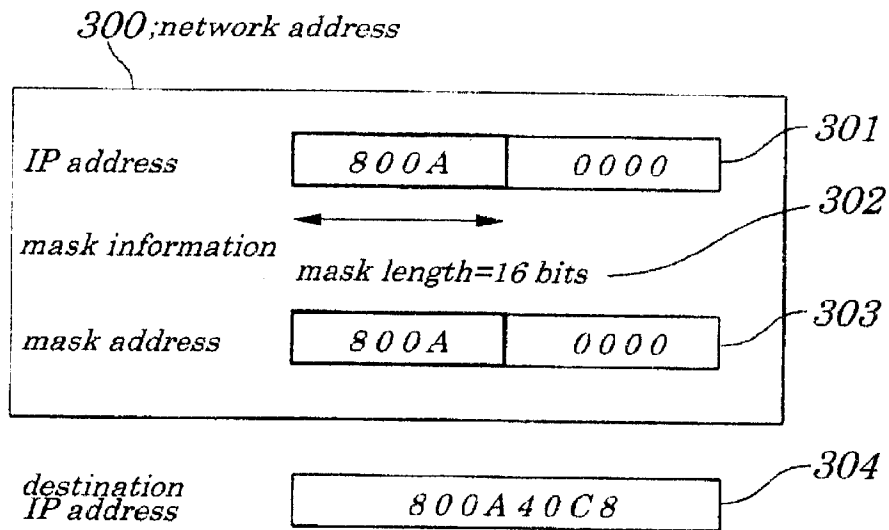 300;network address
IP address 800A 0000 301
302
mask information
mask length=16 bits
mask address 800A 0000 303
destination
IP address 800A40C8 304